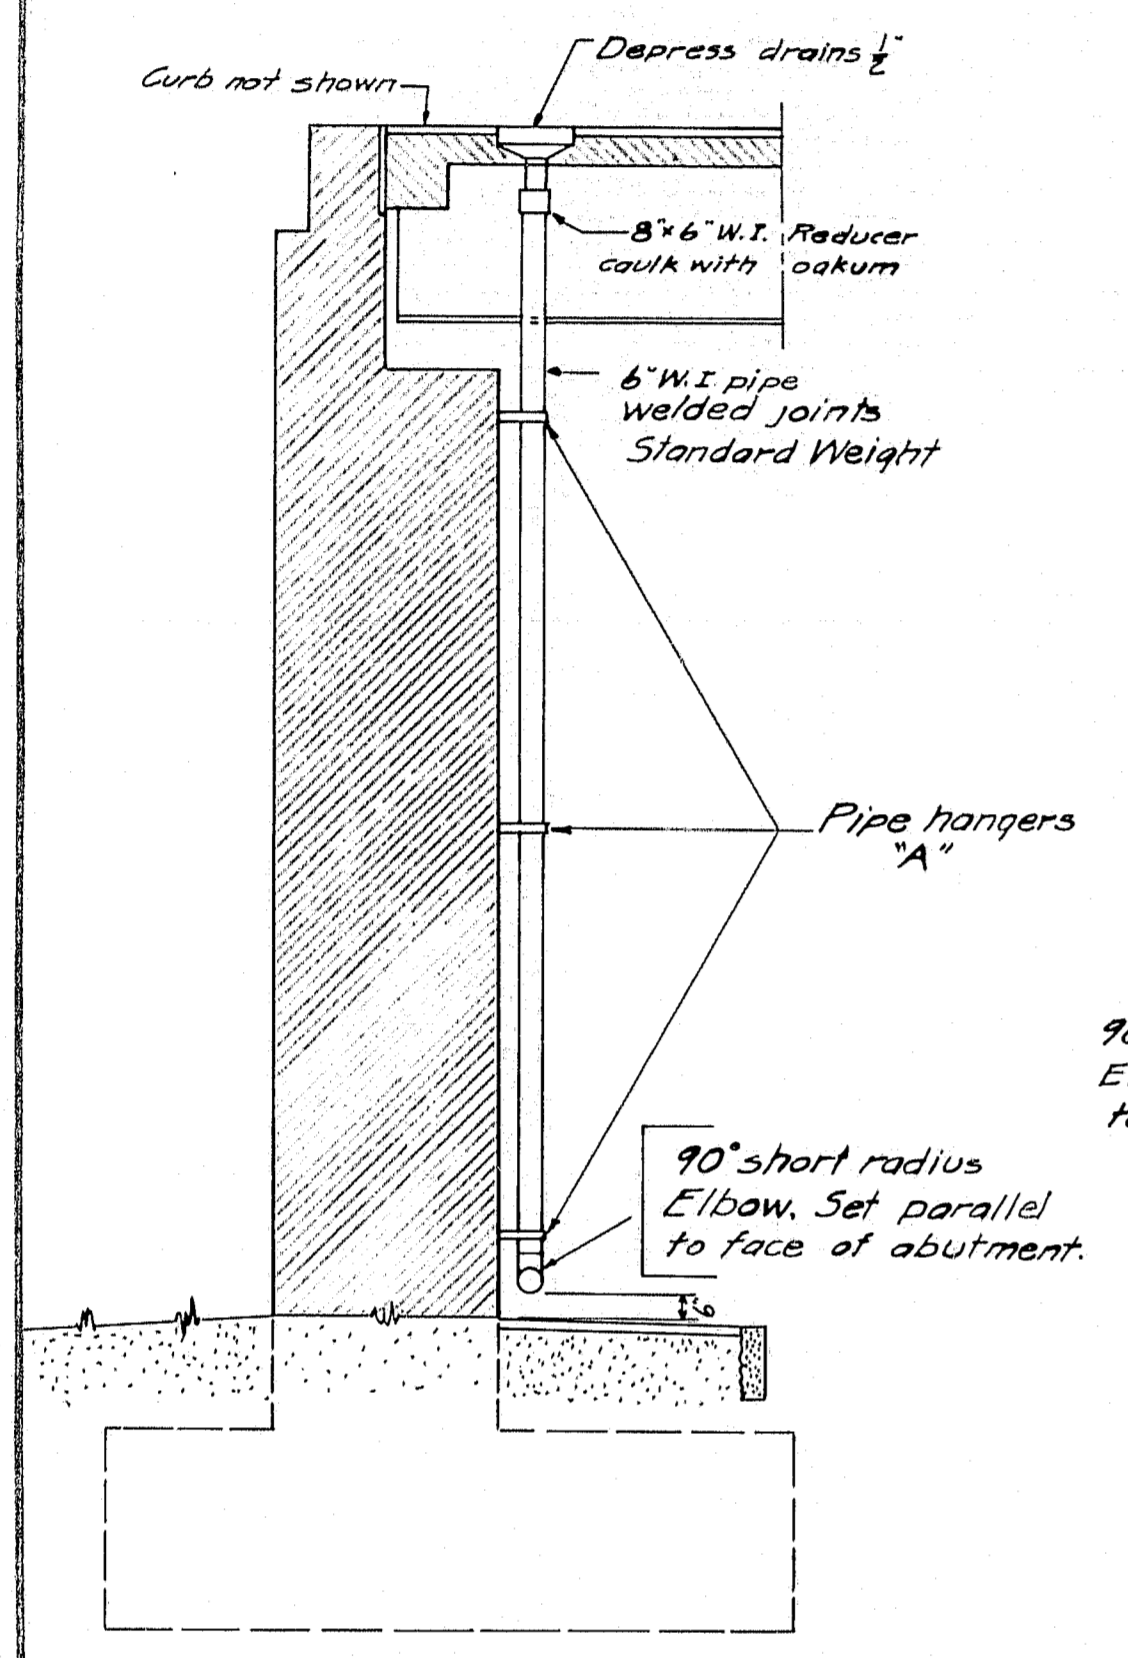 Depress drains ½"
Curb not shown
8"x6" W.I. Reducer
caulk with oakum
6" W.I. pipe
welded joints
Standard Weight
Pipe hangers
"A"
90° short radius
Elbow. Set parallel
to face of abutment.
6"
90
E
t